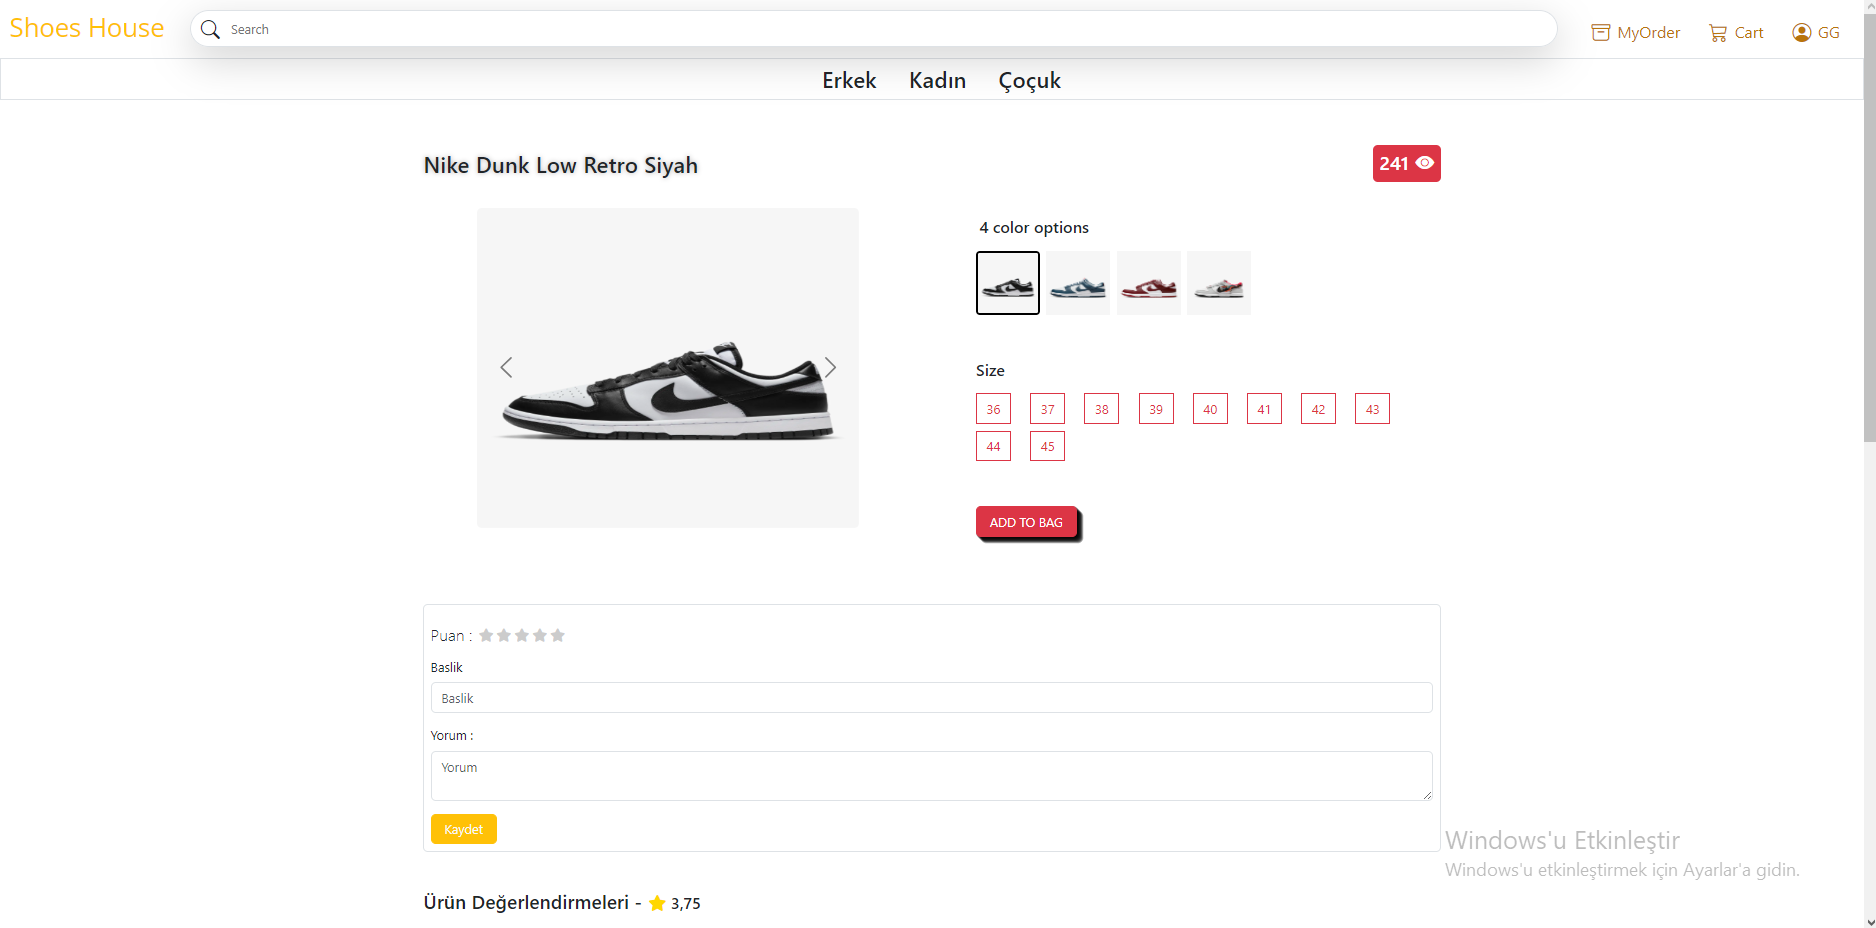 Shoes House
Search
MyOrder
Cart
GG
Erkek Kadın Çoçuk
Nike Dunk Low Retro Siyah
241
4 color options
Size
36 37 38 39 40 41 42 43
44 45
ADD TO BAG
Puan :
Baslik
Baslik
Yorum :
Yorum
Kaydet
Windows'u Etkinleştir
Windows'u etkinleştirmek için Ayarlar'a gidin.
Ürün Değerlendirmeleri - 3,75